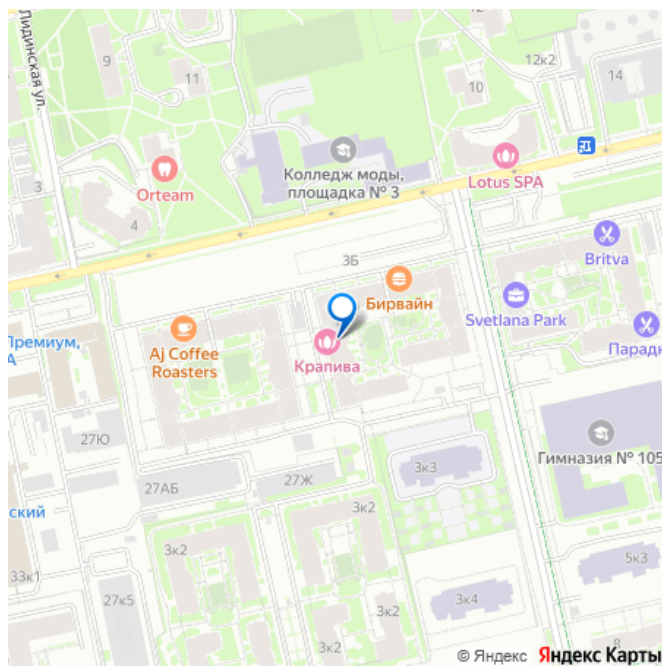 Лидинская ул.
9
11
12к2
14
10
Колледж моды,
площадка № 3
Lotus SPA
Orteam
3
4
3Б
Britva
Бирвайн
Svetlana Park
Aj Coffee
Roasters
Крапива
Премиум,
А
Парадн
27Ю
Гимназия № 105
27АБ
27Ж
3к3
ский
3к2
3к2
33к1
27к5
5к3
3к2
3к4
3к2
8
© Яндекс Яндекс Карты